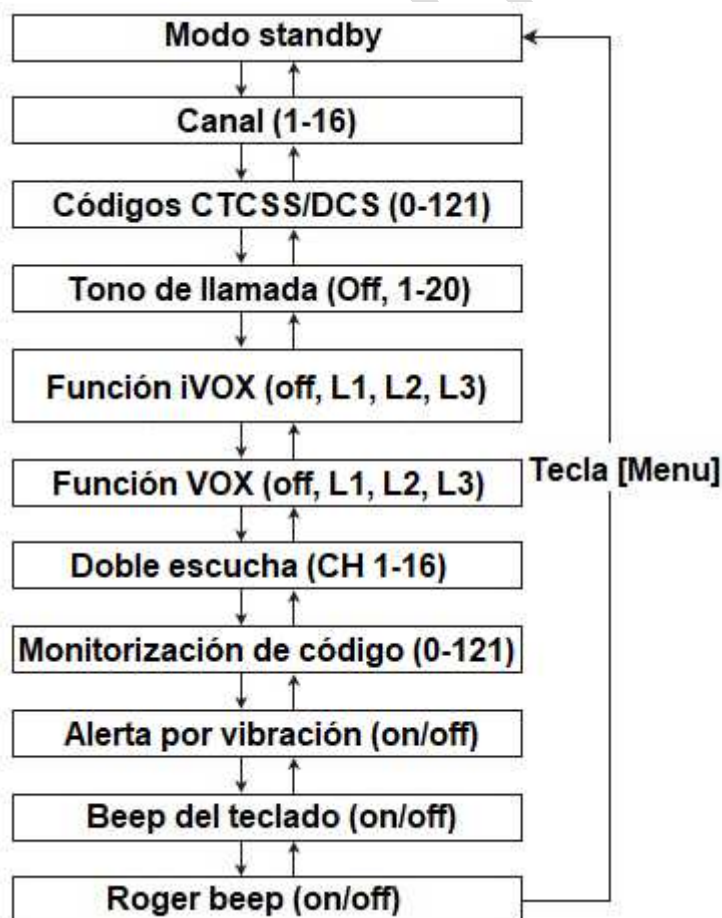 Modo standby
Canal (1-16)
Códigos CTCSS/DCS (0-121)
Tono de llamada (Off, 1-20)
Función iVOX (off, L1, L2, L3)
Función VOX (off, L1, L2, L3)
Tecla [Menu]
Doble escucha (CH 1-16)
Monitorización de código (0-121)
Alerta por vibración (on/off)
Beep del teclado (on/off)
Roger beep (on/off)